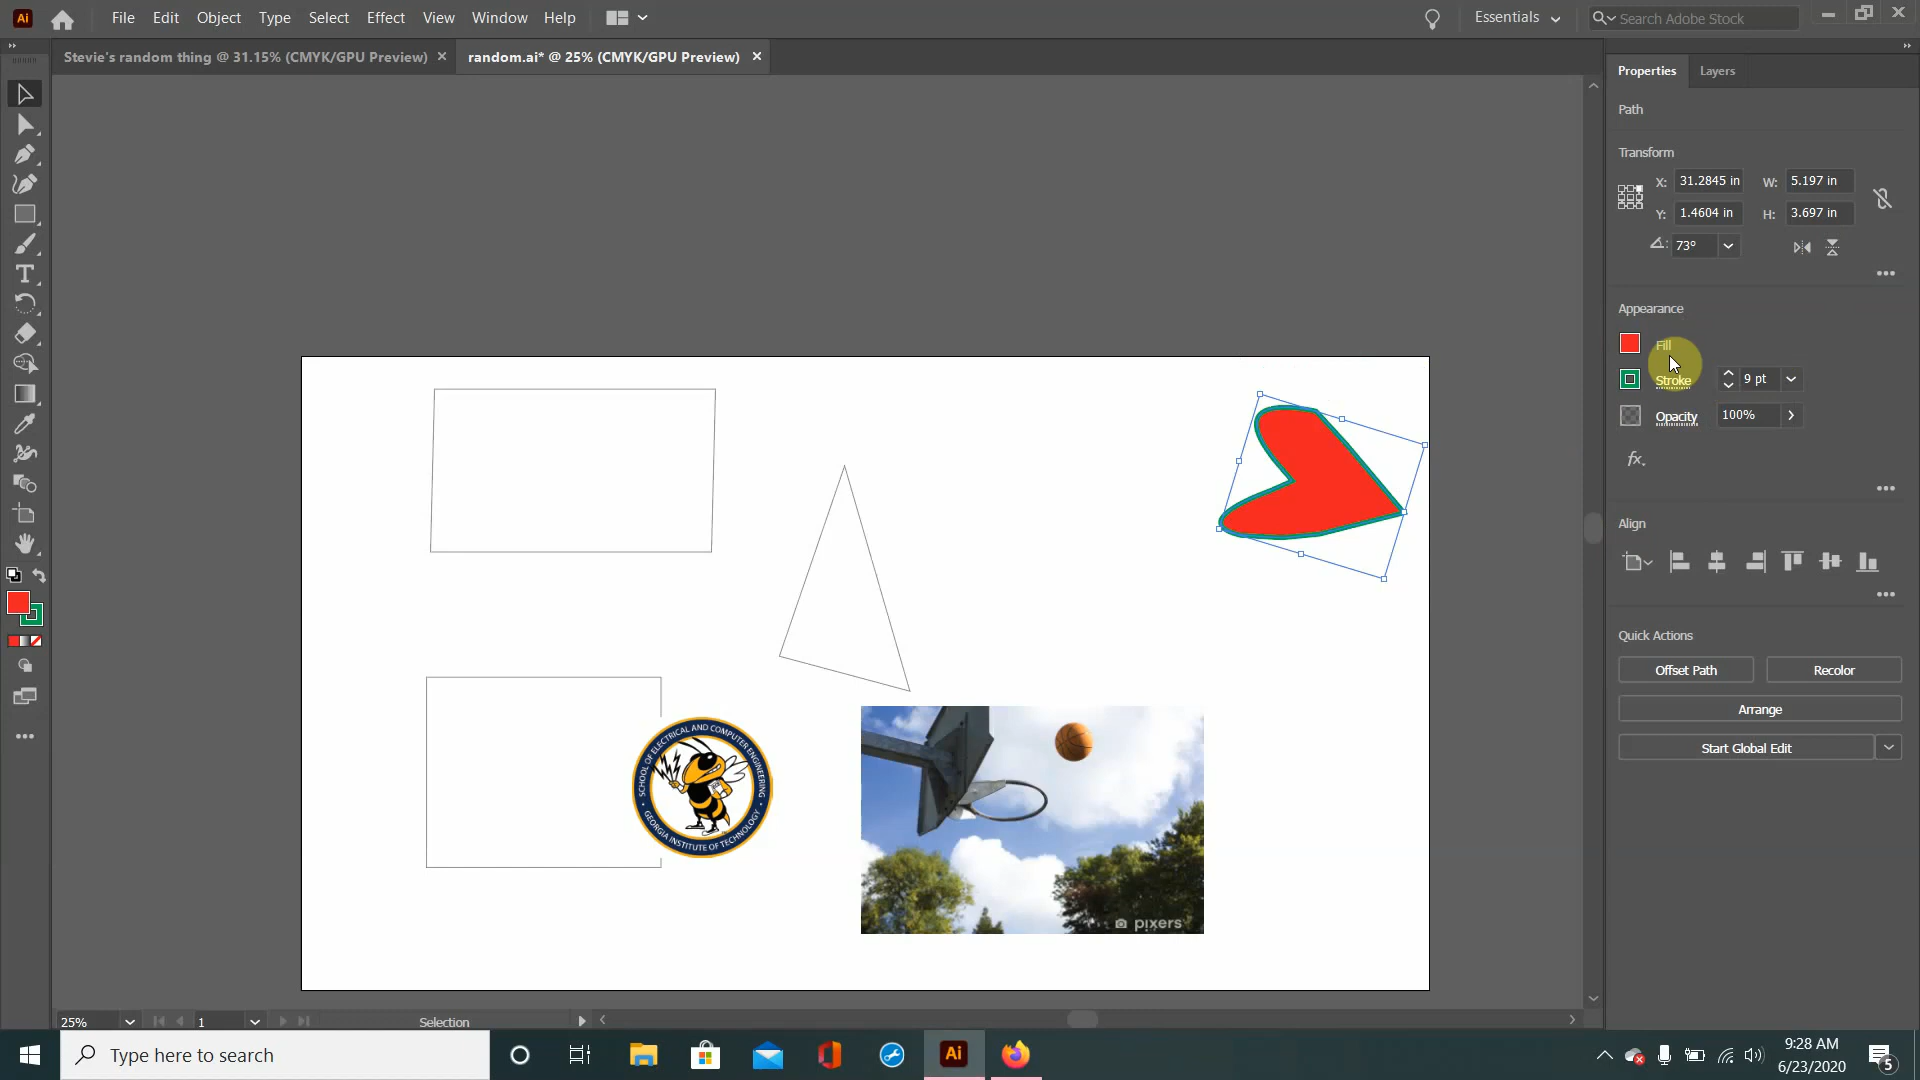 Ai File Edit Object Type Select Effect View Window Help Essentials Search Adobe Stock
Stevie's random thing @ 31.15% (CMYK/GPU Preview) × random.ai* @ 25% (CMYK/GPU Preview) ×
Properties Layers
Path
Transform
X: 31.2845 in W: 5.197 in
Y: 1.4604 in H: 3.697 in
73°
Appearance
Fill
Stroke 9 pt
Opacity 100%
fx.
Align
Quick Actions
Offset Path Recolor
Arrange
Start Global Edit
SCHOOL OF ELECTRICAL AND COMPUTER ENGINEERING
GEORGIA INSTITUTE OF TECHNOLOGY
pixers
25% 1 Selection
Type here to search
Ai
9:28 AM
6/23/2020
5